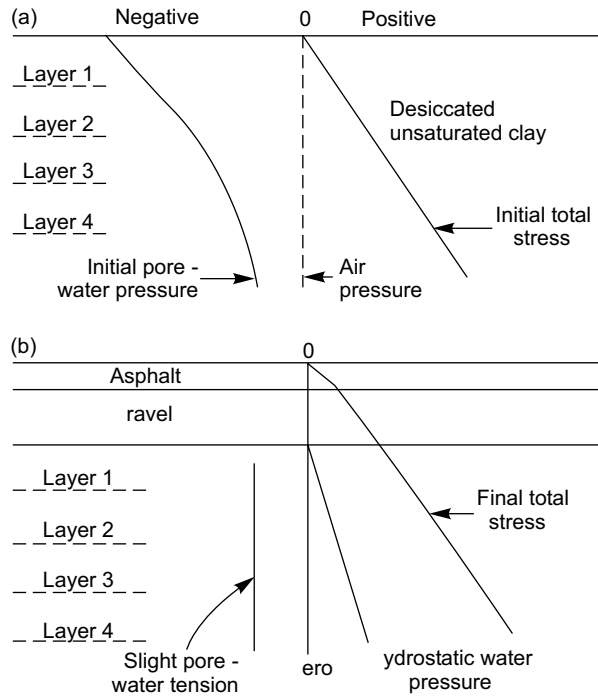 (a)
Negative
0
Positive
Layer 1
Layer 2
Layer 3
Layer 4
Desiccated
unsaturated clay
Initial total
stress
Initial pore -
water pressure
Air
pressure
(b)
0
Asphalt
ravel
Layer 1
Layer 2
Layer 3
Layer 4
Final total
stress
Slight pore -
water tension
ero
ydrostatic water
pressure